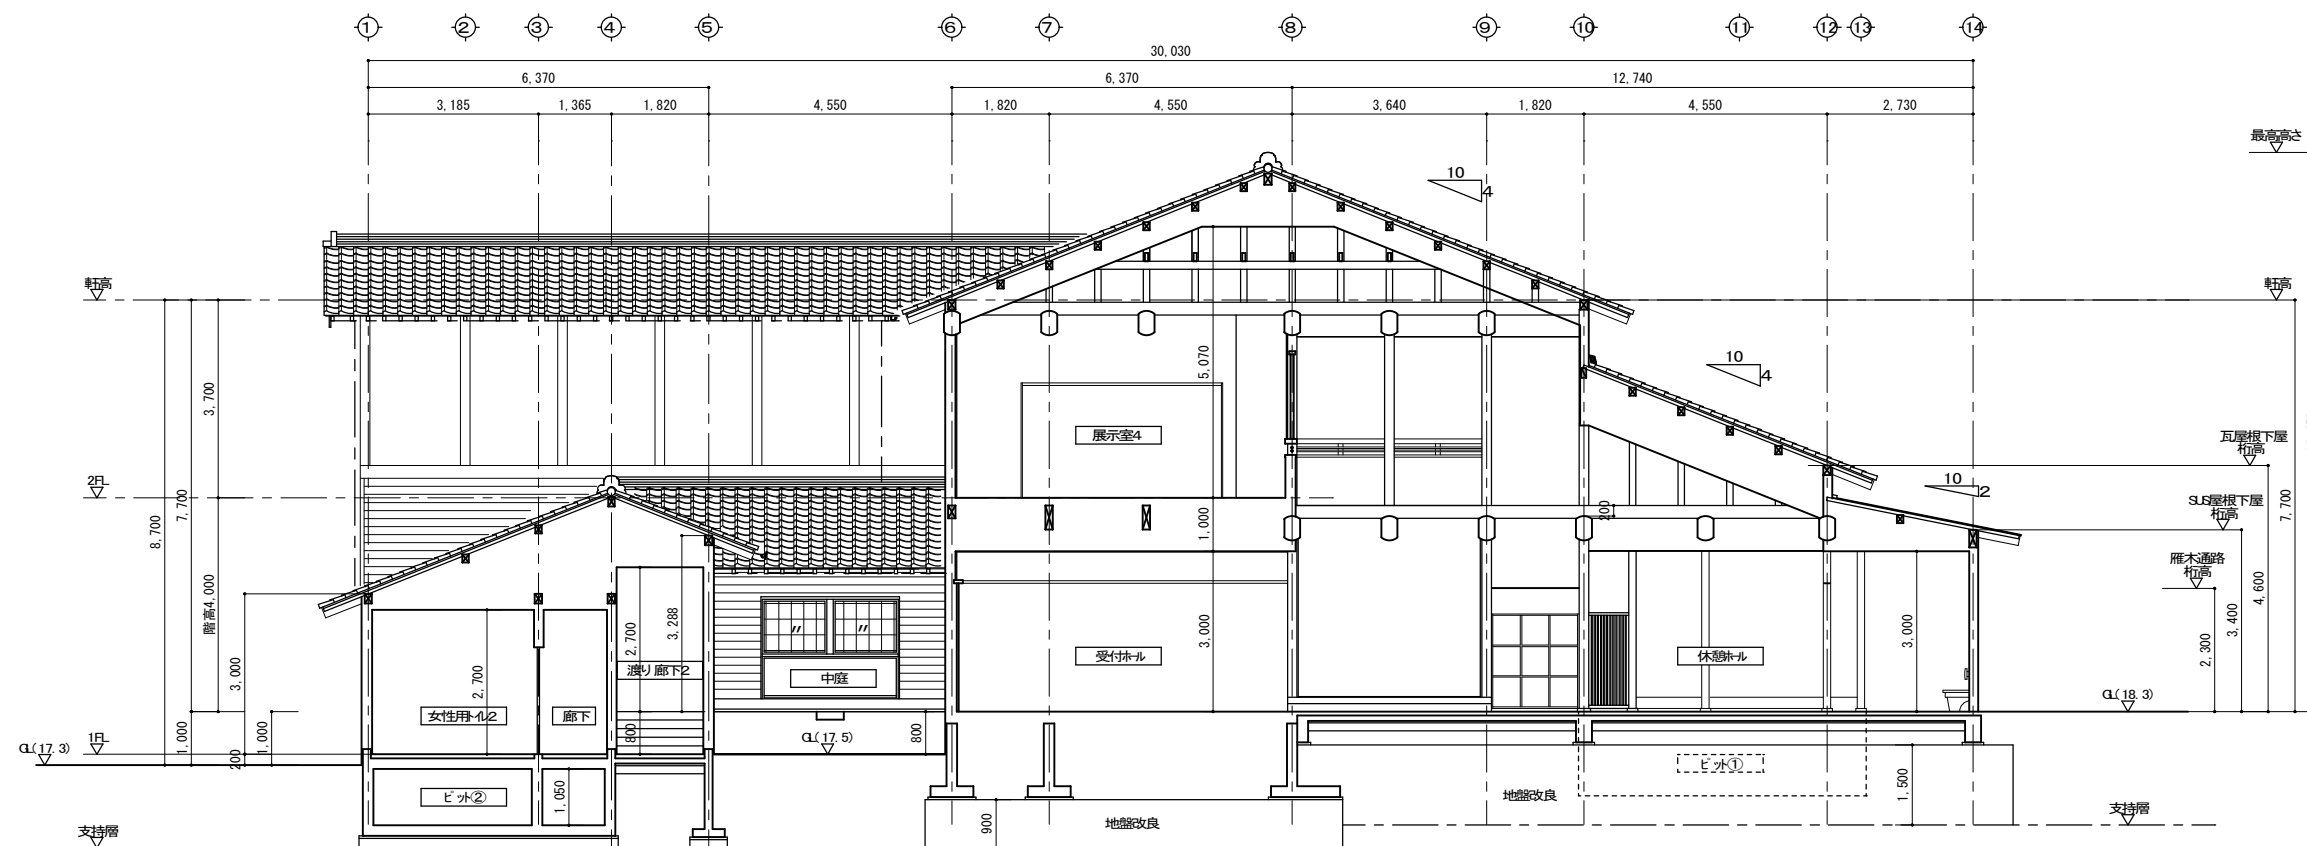 1 2 3 4 5 6 7 8 9 10 11 12 13 14
30,030
6,370 6,370 12,740
3,185 1,365 1,820 4,550 1,820 4,550 3,640 1,820 4,550 2,730
最高高さ
10
4
軒高
軒高
10
4
3,700
5,070
展示室4
瓦屋根下屋
桁高
10
2
2FL
SUS屋根下屋
桁高
7,700
8,700
7,700
1,000
200
雁木通路
桁高
4,600
3,400
2,300
階高4,000
3,000
2,700
3,288
3,000
3,000
〃 〃
渡り廊下2
中庭
受付ホール
休憩ホール
2,700
女性用トイレ2
廊下
GL(18.3)
1,000
200
1,000
800
800
GL(17.5)
1FL
GL(17.3)
ピット①
ピット②
1,050
1,500
地盤改良
地盤改良
900
支持層
支持層